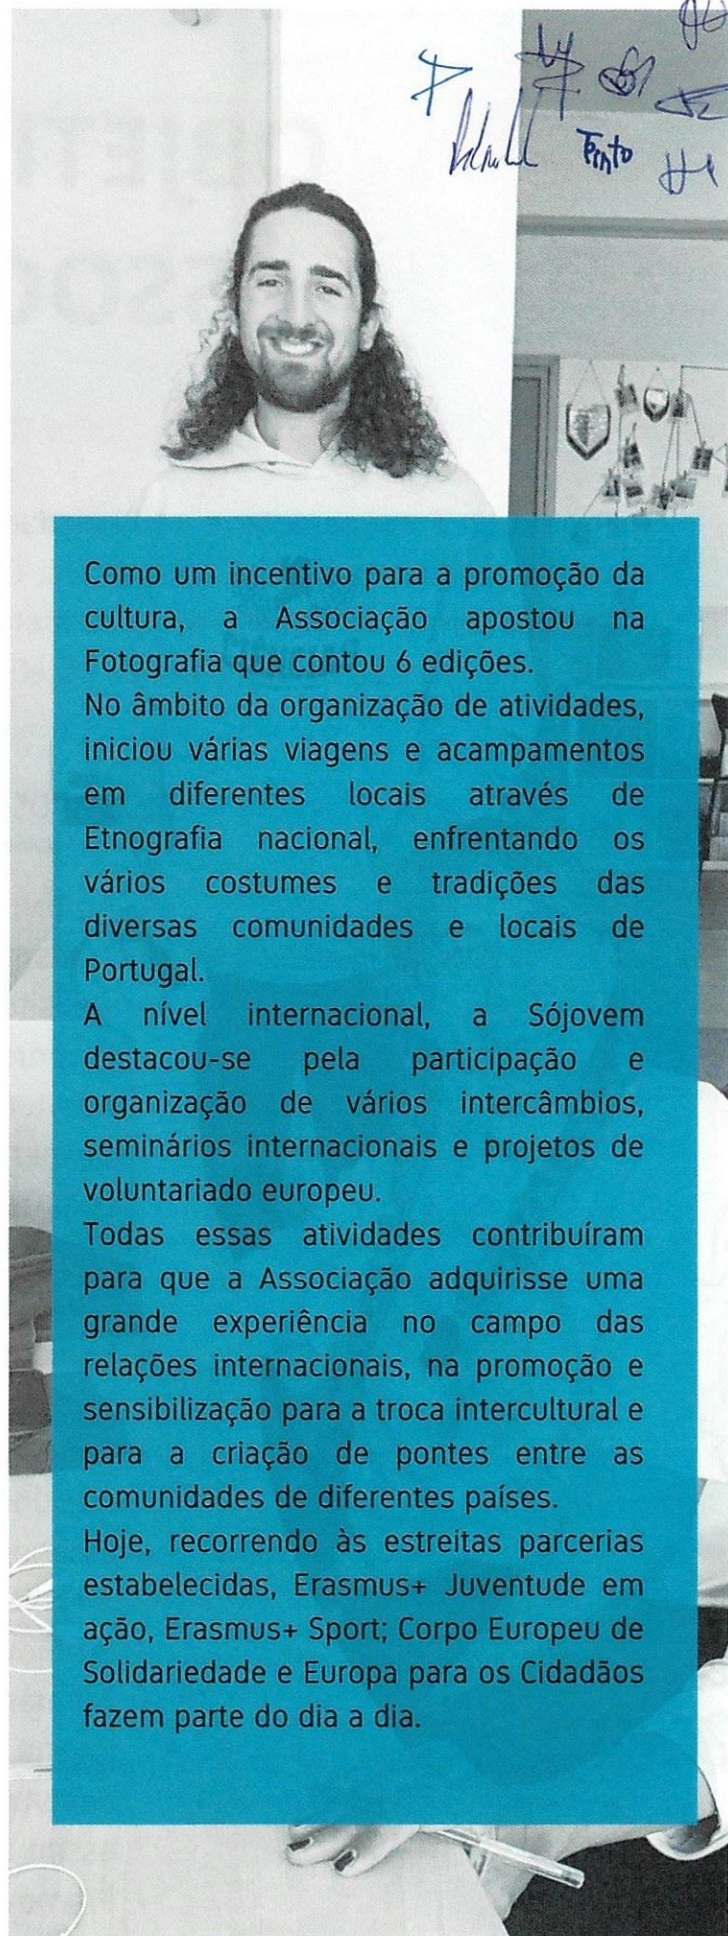 Tinto
Como um incentivo para a promoção da
cultura, a Associação apostou na
Fotografia que contou 6 edições.
No âmbito da organização de atividades,
iniciou várias viagens e acampamentos
em diferentes locais através de
Etnografia nacional, enfrentando os
vários costumes e tradições das
diversas comunidades e locais de
Portugal.
A nível internacional, a Sójovem
destacou-se pela participação e
organização de vários intercâmbios,
seminários internacionais e projetos de
voluntariado europeu.
Todas essas atividades contribuíram
para que a Associação adquirisse uma
grande experiência no campo das
relações internacionais, na promoção e
sensibilização para a troca intercultural e
para a criação de pontes entre as
comunidades de diferentes países.
Hoje, recorrendo às estreitas parcerias
estabelecidas, Erasmus+ Juventude em
ação, Erasmus+ Sport; Corpo Europeu de
Solidariedade e Europa para os Cidadãos
fazem parte do dia a dia.